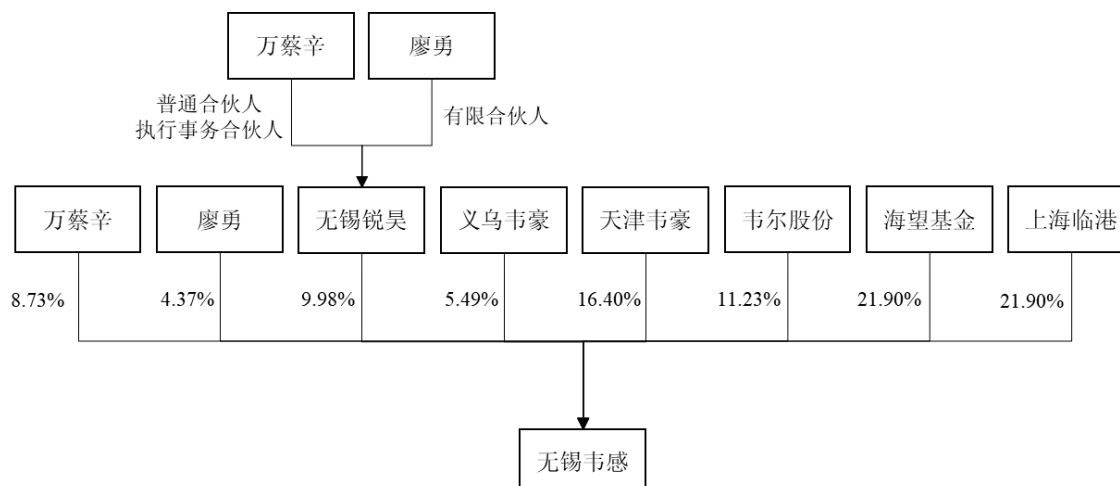 万蔡辛
廖勇
普通合伙人
执行事务合伙人
有限合伙人
万蔡辛
廖勇
无锡锐昊
义乌韦豪
天津韦豪
韦尔股份
海望基金
上海临港
8.73%
4.37%
9.98%
5.49%
16.40%
11.23%
21.90%
21.90%
无锡韦感